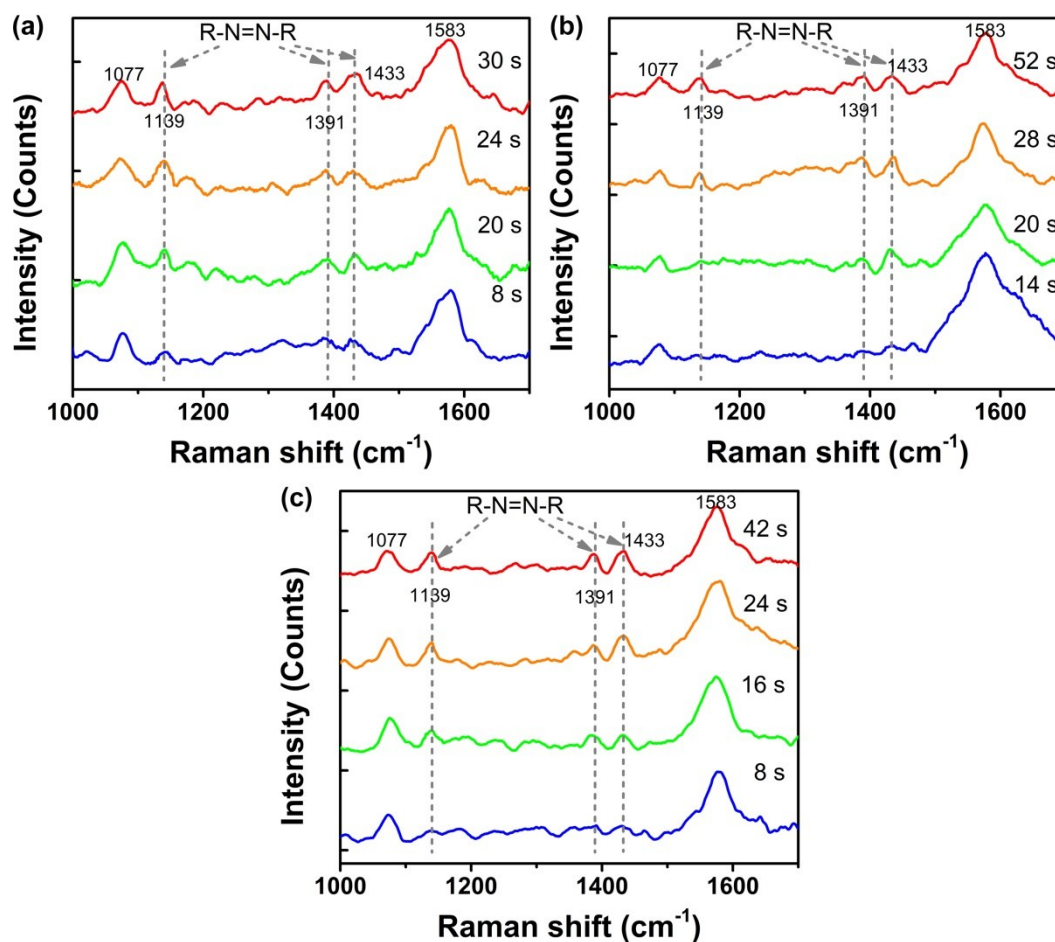 (a)
R-N=N-R
1583
30 s
1077
1433
1139
1391
24 s
20 s
8 s
Intensity (Counts)
1000 1200 1400 1600
Raman shift (cm⁻¹)
(b)
R-N=N-R
1583
52 s
1077
1433
1139
1391
28 s
20 s
14 s
Intensity (Counts)
1000 1200 1400 1600
Raman shift (cm⁻¹)
(c)
R-N=N-R
1583
42 s
1077
1433
1139
1391
24 s
16 s
8 s
Intensity (Counts)
1000 1200 1400 1600
Raman shift (cm⁻¹)